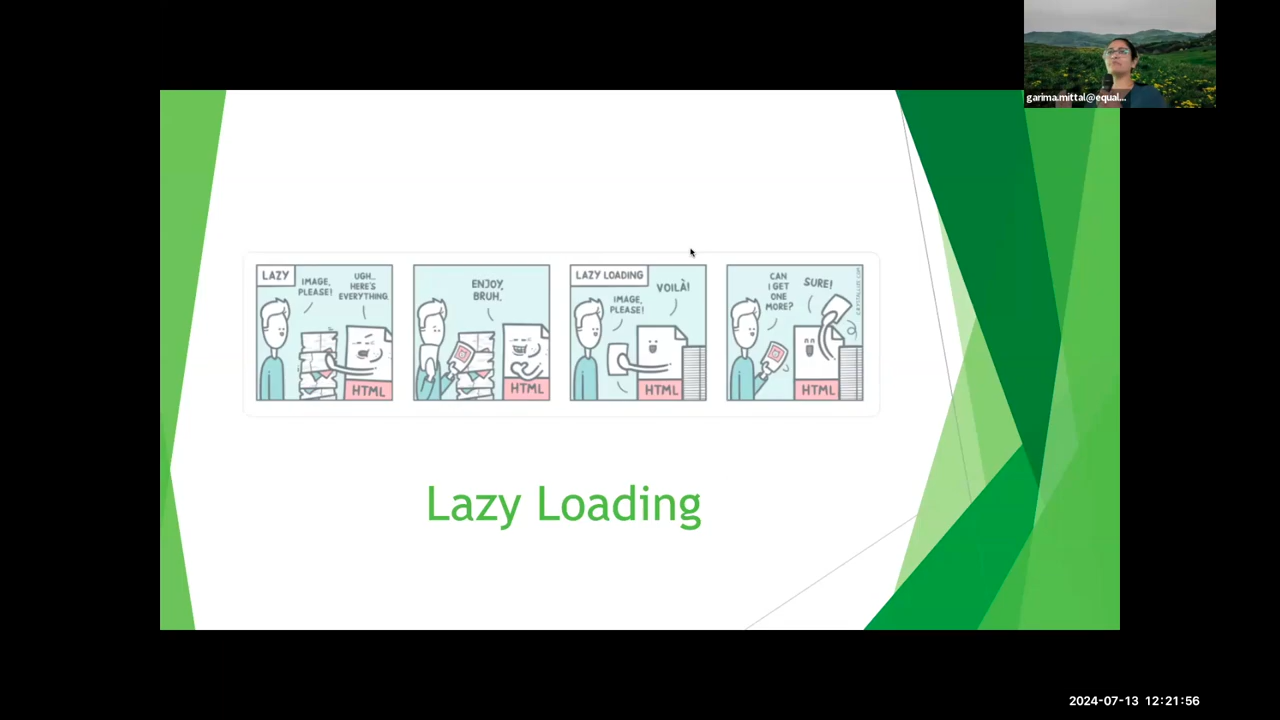 garima.mittal@equal...
LAZY
IMAGE,
PLEASE!
UGH...
HERE'S
EVERYTHING.
HTML
ENJOY,
BRUH.
HTML
LAZY LOADING
IMAGE,
PLEASE!
VOILÀ!
HTML
CAN
I GET
ONE
MORE?
SURE!
HTML
Lazy Loading
2024-07-13 12:21:56